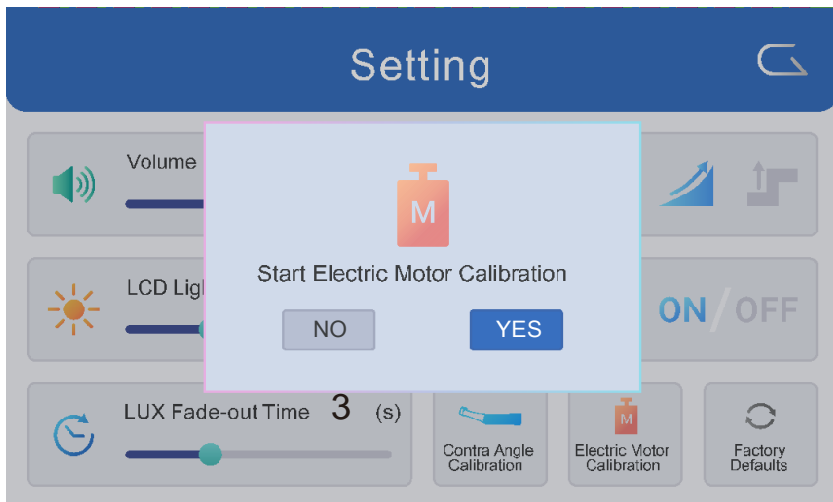 Setting
Volume
M
Start Electric Motor Calibration
LCD Ligh
ON/OFF
NO
YES
LUX Fade-out Time 3 (s)
Contra Angle
Calibration
M
Electric Motor
Calibration
Factory
Defaults